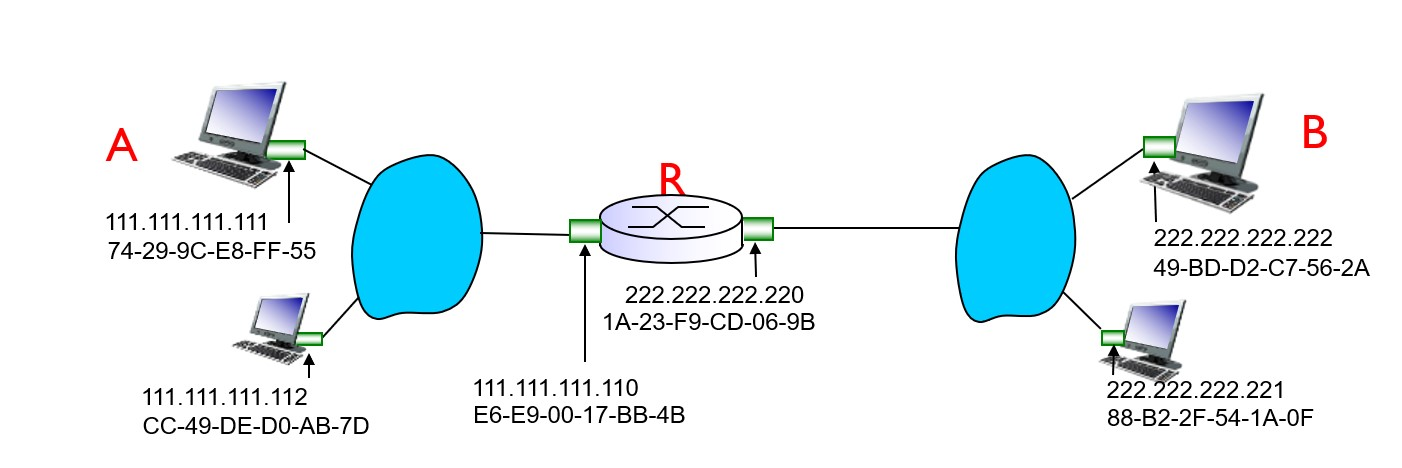 A
B
R
111.111.111.111
74-29-9C-E8-FF-55
222.222.222.222
49-BD-D2-C7-56-2A
222.222.222.220
1A-23-F9-CD-06-9B
111.111.111.112
CC-49-DE-D0-AB-7D
111.111.111.110
E6-E9-00-17-BB-4B
222.222.222.221
88-B2-2F-54-1A-0F